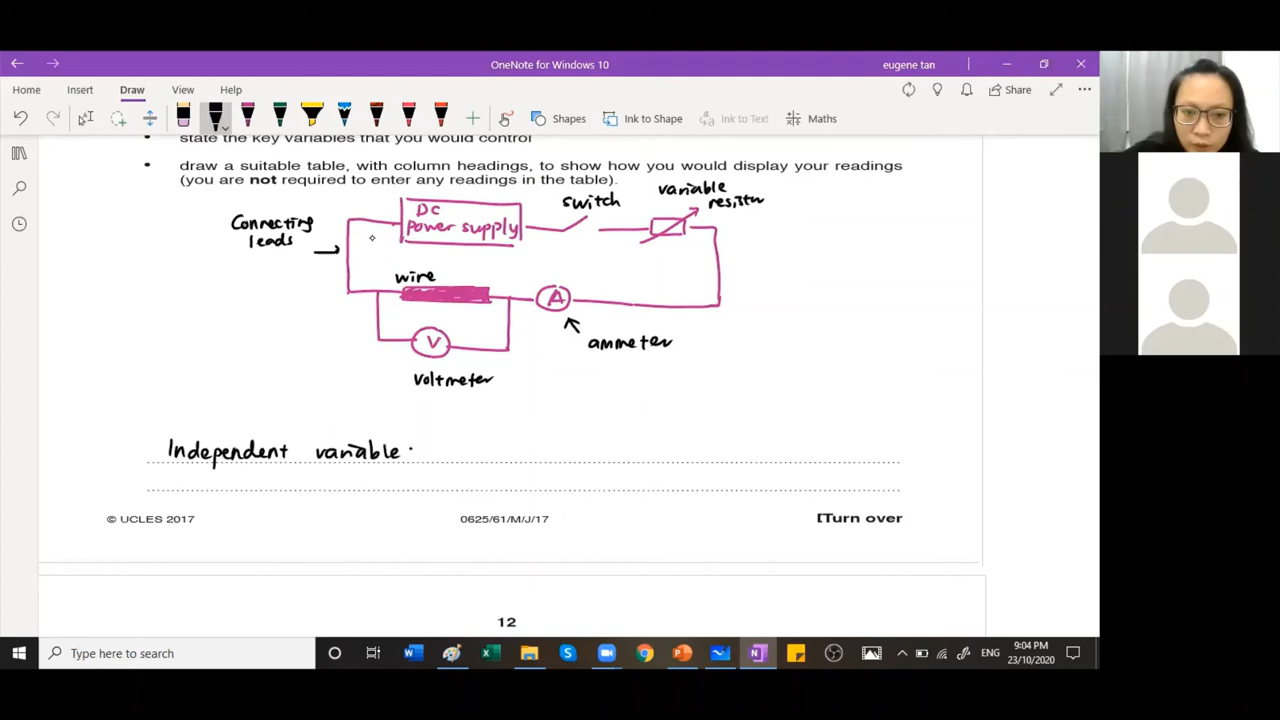 OneNote for Windows 10
eugene tan
Home Insert Draw View Help
Share
Shapes Ink to Shape Ink to Text Maths
state the key variables that you would control
• draw a suitable table, with column headings, to show how you would display your readings
(you are not required to enter any readings in the table).
variable
resistor
switch
DC
power supply
Connecting
leads
wire
A
ammeter
V
Voltmeter
Independent variable
© UCLES 2017 0625/61/M/J/17 [Turn over
12
Type here to search
ENG
9:04 PM
23/10/2020